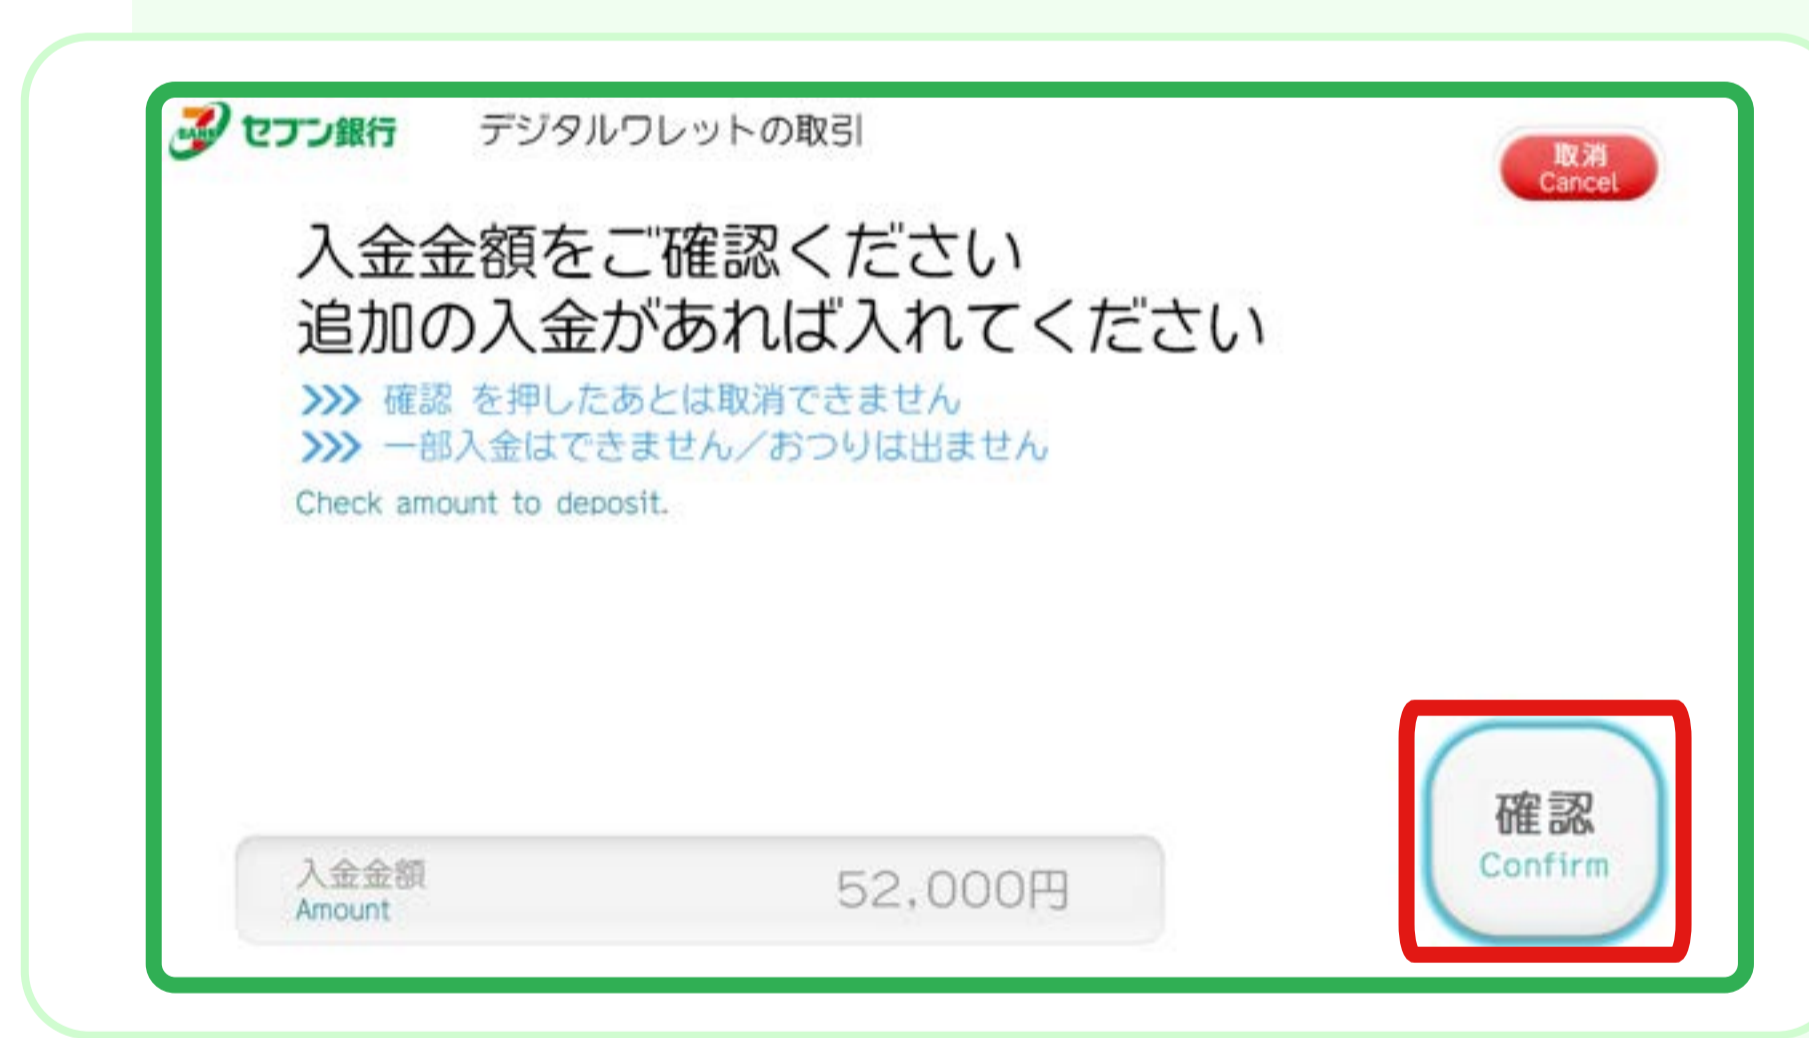 BANK セブン銀行 デジタルワレットの取引
取消
Cancel
入金金額をご確認ください
追加の入金があれば入れてください
>>> 確認 を押したあとは取消できません
>>> 一部入金はできません／おつりは出ません
Check amount to deposit.
確認
Confirm
入金金額 52,000円
Amount